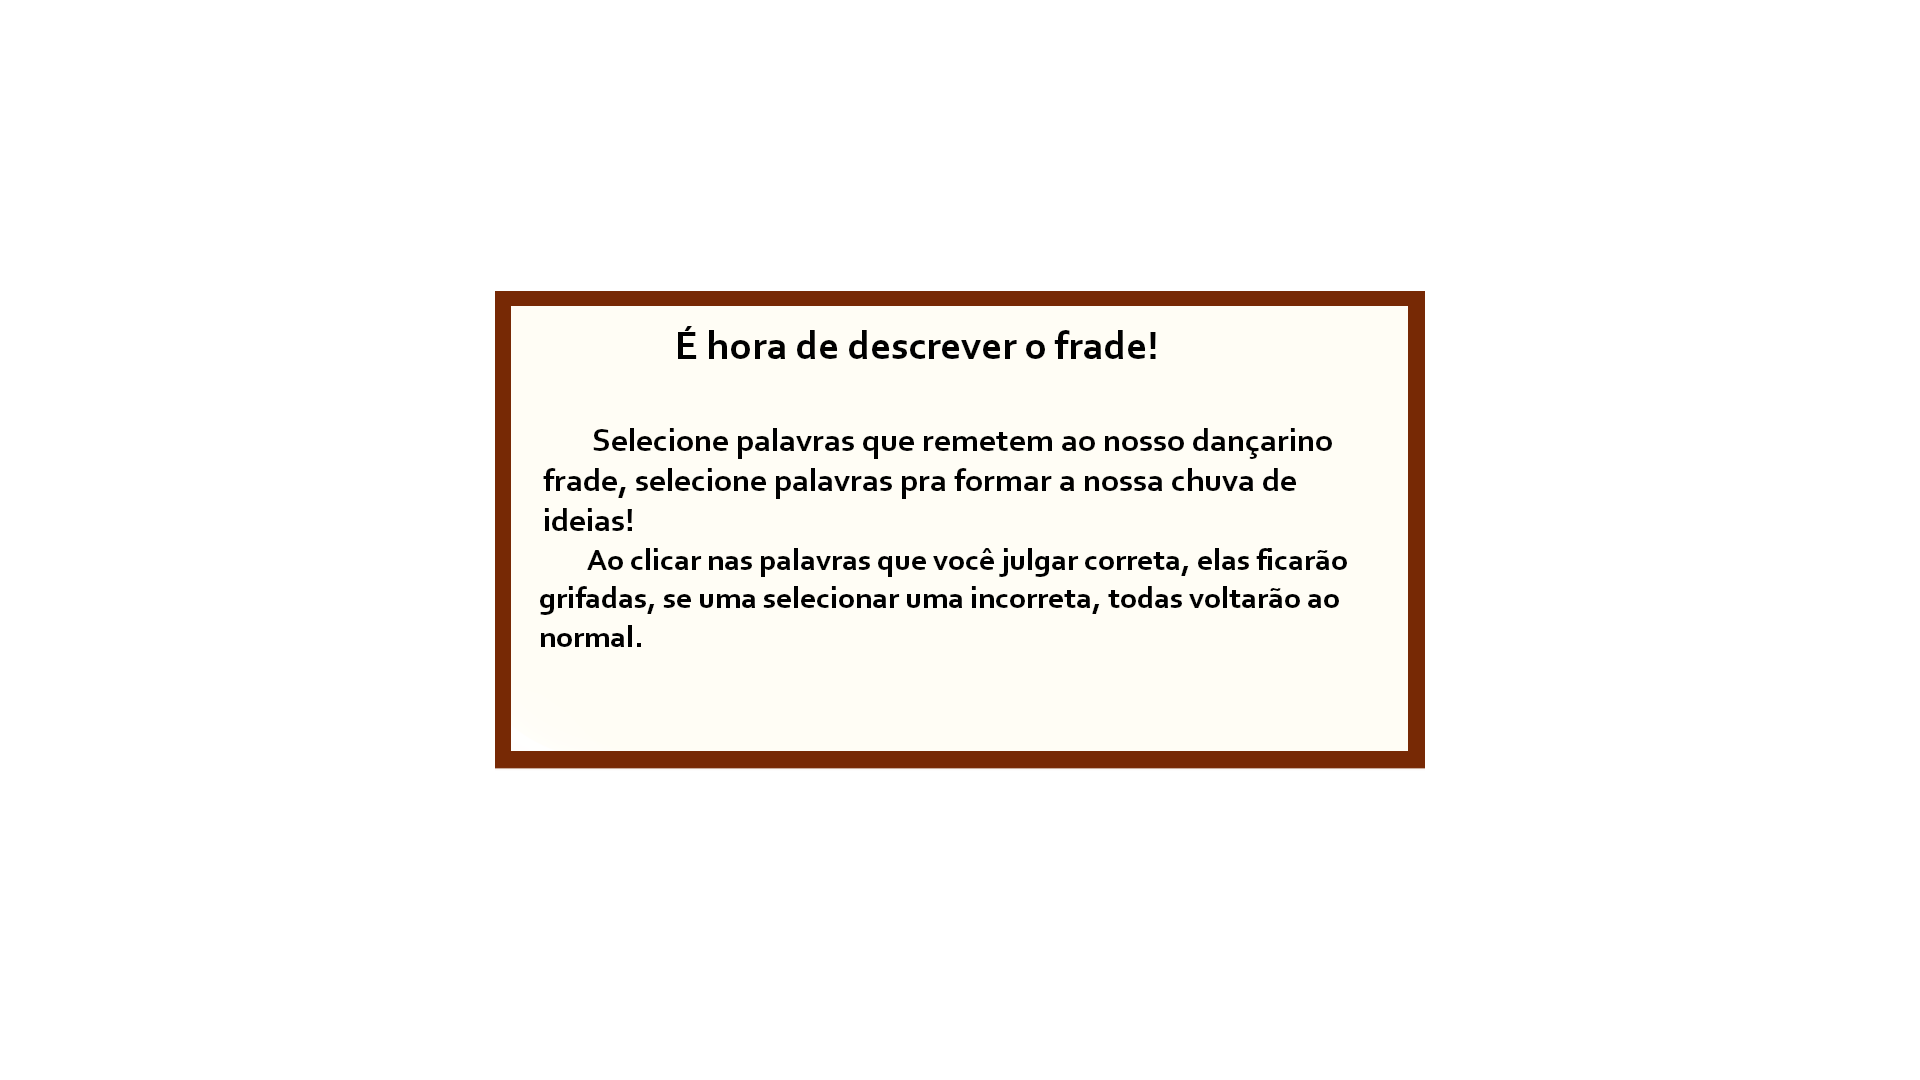 É hora de descrever o frade!
Selecione palavras que remetem ao nosso dançarino
frade, selecione palavras pra formar a nossa chuva de
ideias!
Ao clicar nas palavras que você julgar correta, elas ficarão
grifadas, se uma selecionar uma incorreta, todas voltarão ao
normal.